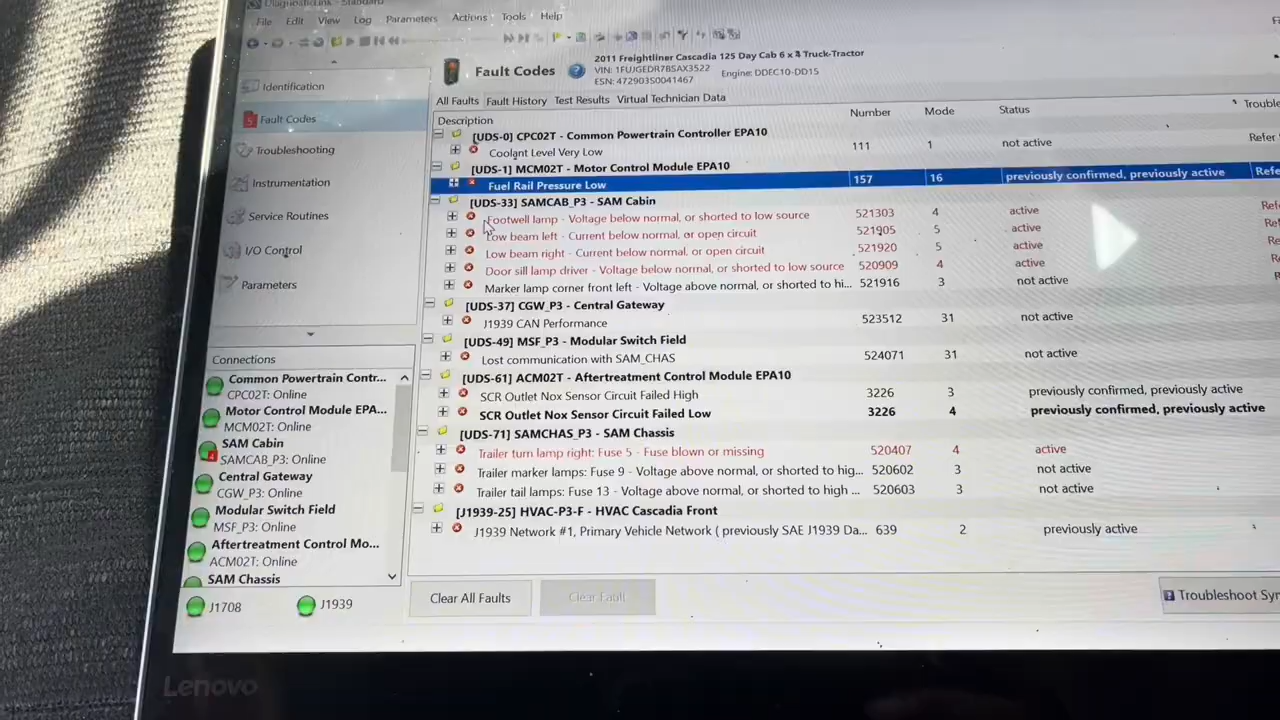 DiagnosticLink - Standard
File Edit View Log Parameters Actions Tools Help
Identification
Fault Codes
Troubleshooting
Instrumentation
Service Routines
I/O Control
Parameters
Connections
Common Powertrain Contr...
CPC02T: Online
Motor Control Module EPA...
MCM02T: Online
SAM Cabin
SAMCAB_P3: Online
Central Gateway
CGW_P3: Online
Modular Switch Field
MSF_P3: Online
Aftertreatment Control Mo...
ACM02T: Online
SAM Chassis
J1708 J1939
Fault Codes
2011 Freightliner Cascadia 125 Day Cab 6 x 4 Truck-Tractor
VIN: 1FUJGEDR7BSAX3522 Engine: DDEC10-DD15
ESN: 472903S0041467
All Faults Fault History Test Results Virtual Technician Data
Description Number Mode Status Trouble
[UDS-0] CPC02T - Common Powertrain Controller EPA10
Coolant Level Very Low 111 1 not active Refer
[UDS-1] MCM02T - Motor Control Module EPA10
Fuel Rail Pressure Low 157 16 previously confirmed, previously active Refe
[UDS-33] SAMCAB_P3 - SAM Cabin
Footwell lamp - Voltage below normal, or shorted to low source 521303 4 active Refe
Low beam left - Current below normal, or open circuit 521905 5 active
Low beam right - Current below normal, or open circuit 521920 5 active
Door sill lamp driver - Voltage below normal, or shorted to low source 520909 4 active
Marker lamp corner front left - Voltage above normal, or shorted to hi... 521916 3 not active
[UDS-37] CGW_P3 - Central Gateway
J1939 CAN Performance 523512 31 not active
[UDS-49] MSF_P3 - Modular Switch Field
Lost communication with SAM_CHAS 524071 31 not active
[UDS-61] ACM02T - Aftertreatment Control Module EPA10
SCR Outlet Nox Sensor Circuit Failed High 3226 3 previously confirmed, previously active
SCR Outlet Nox Sensor Circuit Failed Low 3226 4 previously confirmed, previously active
[UDS-71] SAMCHAS_P3 - SAM Chassis
Trailer turn lamp right: Fuse 5 - Fuse blown or missing 520407 4 active
Trailer marker lamps: Fuse 9 - Voltage above normal, or shorted to hig... 520602 3 not active
Trailer tail lamps: Fuse 13 - Voltage above normal, or shorted to high ... 520603 3 not active
[J1939-25] HVAC-P3-F - HVAC Cascadia Front
J1939 Network #1, Primary Vehicle Network ( previously SAE J1939 Da... 639 2 previously active
Clear All Faults Clear Fault Troubleshoot Sy
Lenovo